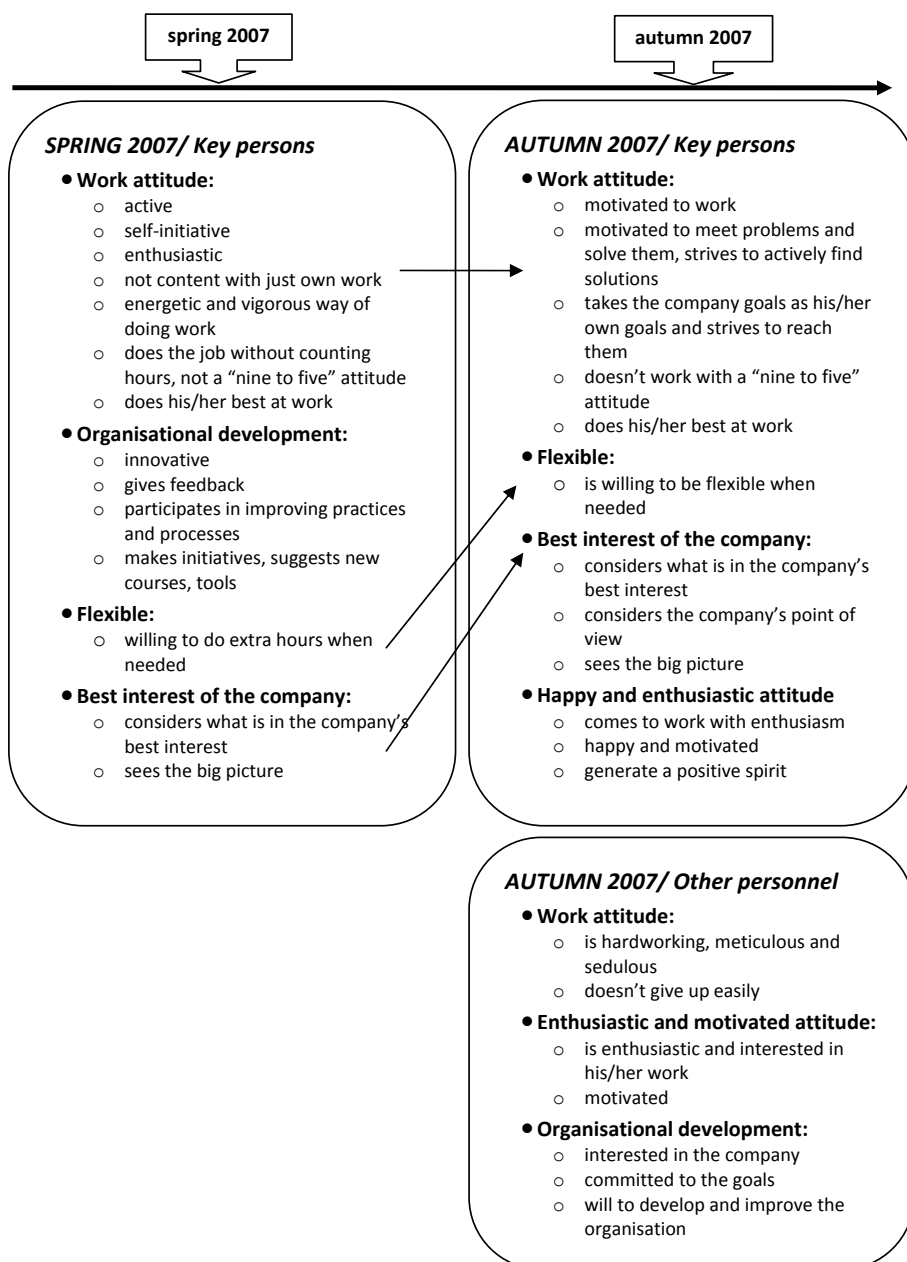 spring 2007
autumn 2007
SPRING 2007/ Key persons
• Work attitude:
o active
o self-initiative
o enthusiastic
o not content with just own work
o energetic and vigorous way of
doing work
o does the job without counting
hours, not a “nine to five” attitude
o does his/her best at work
• Organisational development:
o innovative
o gives feedback
o participates in improving practices
and processes
o makes initiatives, suggests new
courses, tools
• Flexible:
o willing to do extra hours when
needed
• Best interest of the company:
o considers what is in the company’s
best interest
o sees the big picture
AUTUMN 2007/ Key persons
• Work attitude:
o motivated to work
o motivated to meet problems and
solve them, strives to actively find
solutions
o takes the company goals as his/her
own goals and strives to reach
them
o doesn’t work with a “nine to five”
attitude
o does his/her best at work
• Flexible:
o is willing to be flexible when
needed
• Best interest of the company:
o considers what is in the company’s
best interest
o considers the company’s point of
view
o sees the big picture
• Happy and enthusiastic attitude
o comes to work with enthusiasm
o happy and motivated
o generate a positive spirit
AUTUMN 2007/ Other personnel
• Work attitude:
o is hardworking, meticulous and
sedulous
o doesn’t give up easily
• Enthusiastic and motivated attitude:
o is enthusiastic and interested in
his/her work
o motivated
• Organisational development:
o interested in the company
o committed to the goals
o will to develop and improve the
organisation